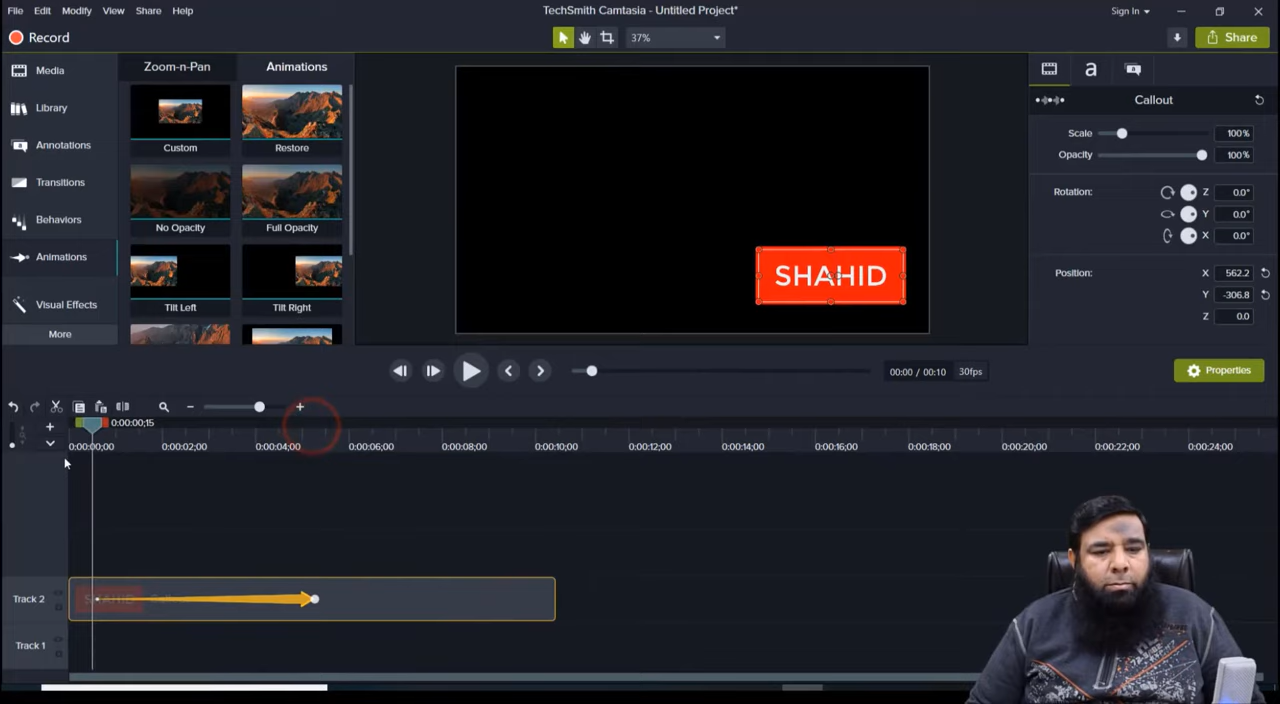 File Edit Modify View Share Help
TechSmith Camtasia - Untitled Project*
Sign In
Record
37%
Share
Media
Library
Annotations
Transitions
Behaviors
Animations
Visual Effects
More
Zoom-n-Pan
Animations
Custom
Restore
No Opacity
Full Opacity
Tilt Left
Tilt Right
SHAHID
a
Callout
Scale 100%
Opacity 100%
Rotation: Z 0.0°
Y 0.0°
X 0.0°
Position: X 562.2
Y -306.8
Z 0.0
00:00 / 00:10 30fps
Properties
0:00:00;15
0:00:00;00 0:00:02;00 0:00:04;00 0:00:06;00 0:00:08;00 0:00:10;00 0:00:12;00 0:00:14;00 0:00:16;00 0:00:18;00 0:00:20;00 0:00:22;00 0:00:24;00
Track 2
SHAHID
Track 1